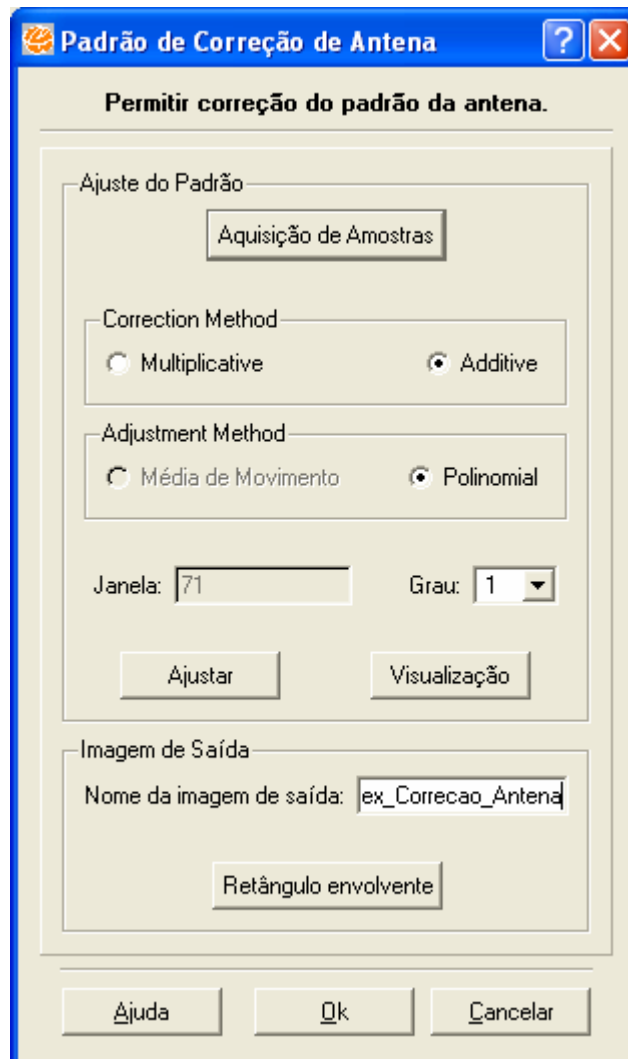 Padrão de Correção de Antena
Permitir correção do padrão da antena.
Ajuste do Padrão
Aquisição de Amostras
Correction Method
Multiplicative Additive
Adjustment Method
Média de Movimento Polinomial
Janela: 71 Grau: 1
Ajustar Visualização
Imagem de Saída
Nome da imagem de saída: ex_Correcao_Antena
Retângulo envolvente
Ajuda Ok Cancelar